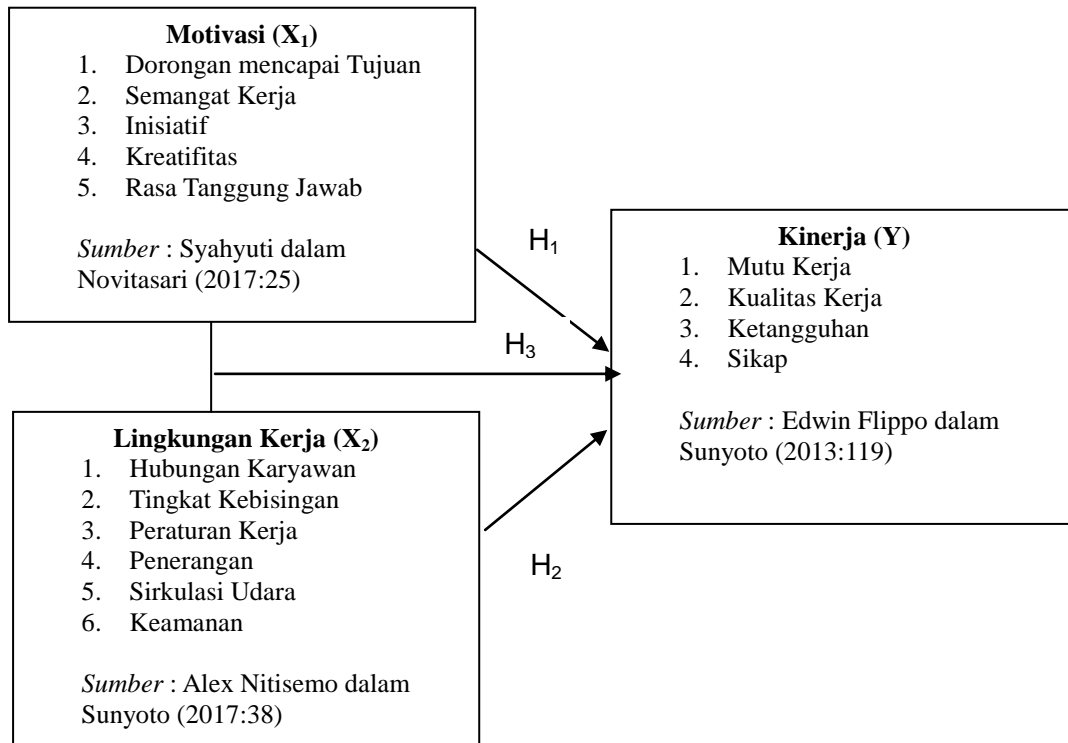 Motivasi (X₁)
1. Dorongan mencapai Tujuan
2. Semangat Kerja
3. Inisiatif
4. Kreatifitas
5. Rasa Tanggung Jawab
Sumber : Syahyuti dalam
Novitasari (2017:25)
H₁
H₃
Kinerja (Y)
1. Mutu Kerja
2. Kualitas Kerja
3. Ketangguhan
4. Sikap
Sumber : Edwin Flippo dalam
Sunyoto (2013:119)
Lingkungan Kerja (X₂)
1. Hubungan Karyawan
2. Tingkat Kebisingan
3. Peraturan Kerja
4. Penerangan
5. Sirkulasi Udara
6. Keamanan
Sumber : Alex Nitisemo dalam
Sunyoto (2017:38)
H₂